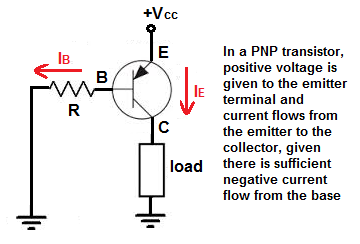 +Vcc
IB
E
B
IE
R
C
load
In a PNP transistor,
positive voltage is
given to the emitter
terminal and
current flows from
the emitter to the
collector, given
there is sufficient
negative current
flow from the base